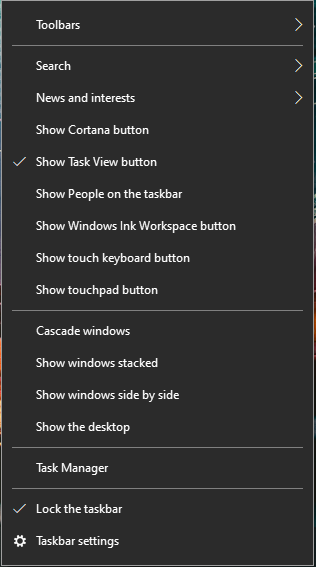 Toolbars
Search
News and interests
Show Cortana button
Show Task View button
Show People on the taskbar
Show Windows Ink Workspace button
Show touch keyboard button
Show touchpad button
Cascade windows
Show windows stacked
Show windows side by side
Show the desktop
Task Manager
Lock the taskbar
Taskbar settings